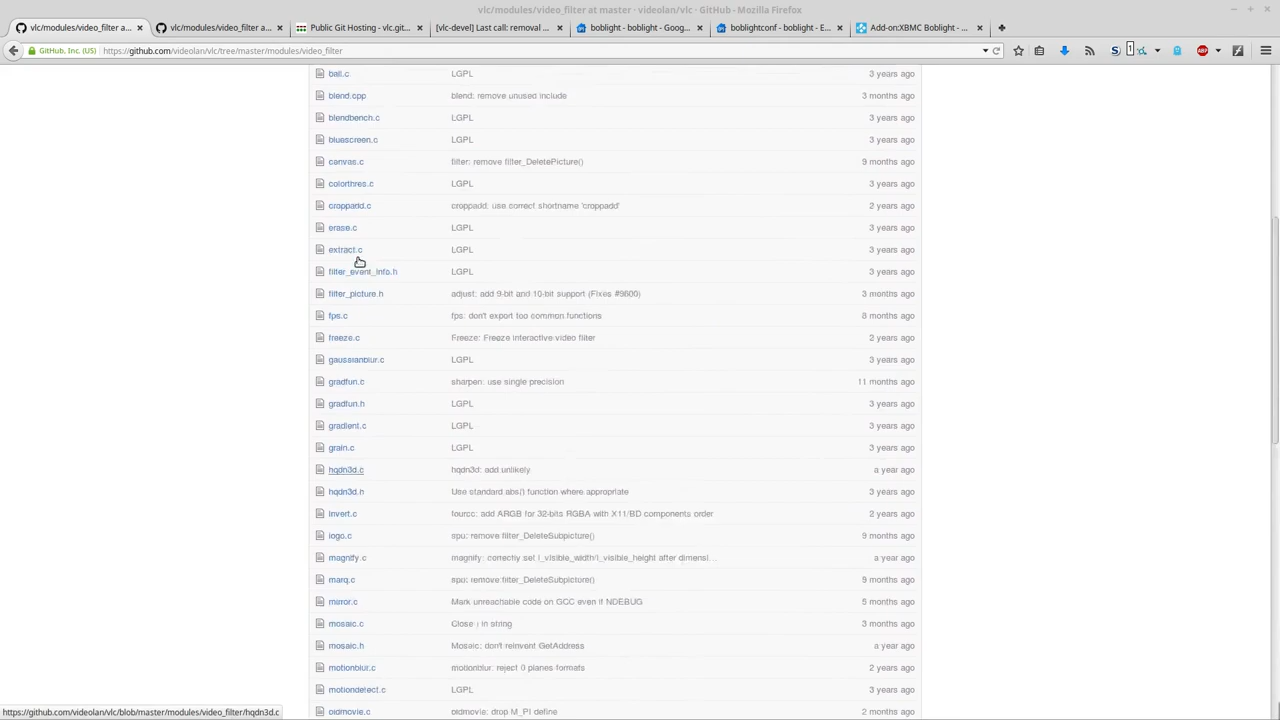 vlc/modules/video_filter at master · videolan/vlc · GitHub - Mozilla Firefox
vlc/modules/video_filter a... × vlc/modules/video_filter a... × Public Git Hosting - vlc.git... × [vlc-devel] Last call: removal ... × boblight - boblight - Goog... × boblightconf - boblight - E... × Add-on:XBMC Boblight - ... ×
GitHub, Inc. (US) https://github.com/videolan/vlc/tree/master/modules/video_filter
ball.c LGPL 3 years ago
blend.cpp blend: remove unused include 3 months ago
blendbench.c LGPL 3 years ago
bluescreen.c LGPL 3 years ago
canvas.c filter: remove filter_DeletePicture() 9 months ago
colorthres.c LGPL 3 years ago
croppadd.c croppadd: use correct shortname 'croppadd' 2 years ago
erase.c LGPL 3 years ago
extract.c LGPL 3 years ago
filter_event_info.h LGPL 3 years ago
filter_picture.h adjust: add 9-bit and 10-bit support (Fixes #9600) 3 months ago
fps.c fps: don't export too common functions 8 months ago
freeze.c Freeze: Freeze interactive video filter 2 years ago
gaussianblur.c LGPL 3 years ago
gradfun.c sharpen: use single precision 11 months ago
gradfun.h LGPL 3 years ago
gradient.c LGPL 3 years ago
grain.c LGPL 3 years ago
hqdn3d.c hqdn3d: add unlikely a year ago
hqdn3d.h Use standard abs() function where appropriate 3 years ago
invert.c fourcc: add ARGB for 32-bits RGBA with X11/BD components order 2 years ago
logo.c spu: remove filter_DeleteSubpicture() 9 months ago
magnify.c magnify: correctly set i_visible_width/i_visible_height after dimensi... a year ago
marq.c spu: remove filter_DeleteSubpicture() 9 months ago
mirror.c Mark unreachable code on GCC even if NDEBUG 5 months ago
mosaic.c Close ) in string 3 months ago
mosaic.h Mosaic: don't reinvent GetAddress a year ago
motionblur.c motionblur: reject 0 planes formats 2 years ago
motiondetect.c LGPL 3 years ago
oldmovie.c oldmovie: drop M_PI define 2 months ago
https://github.com/videolan/vlc/blob/master/modules/video_filter/hqdn3d.c